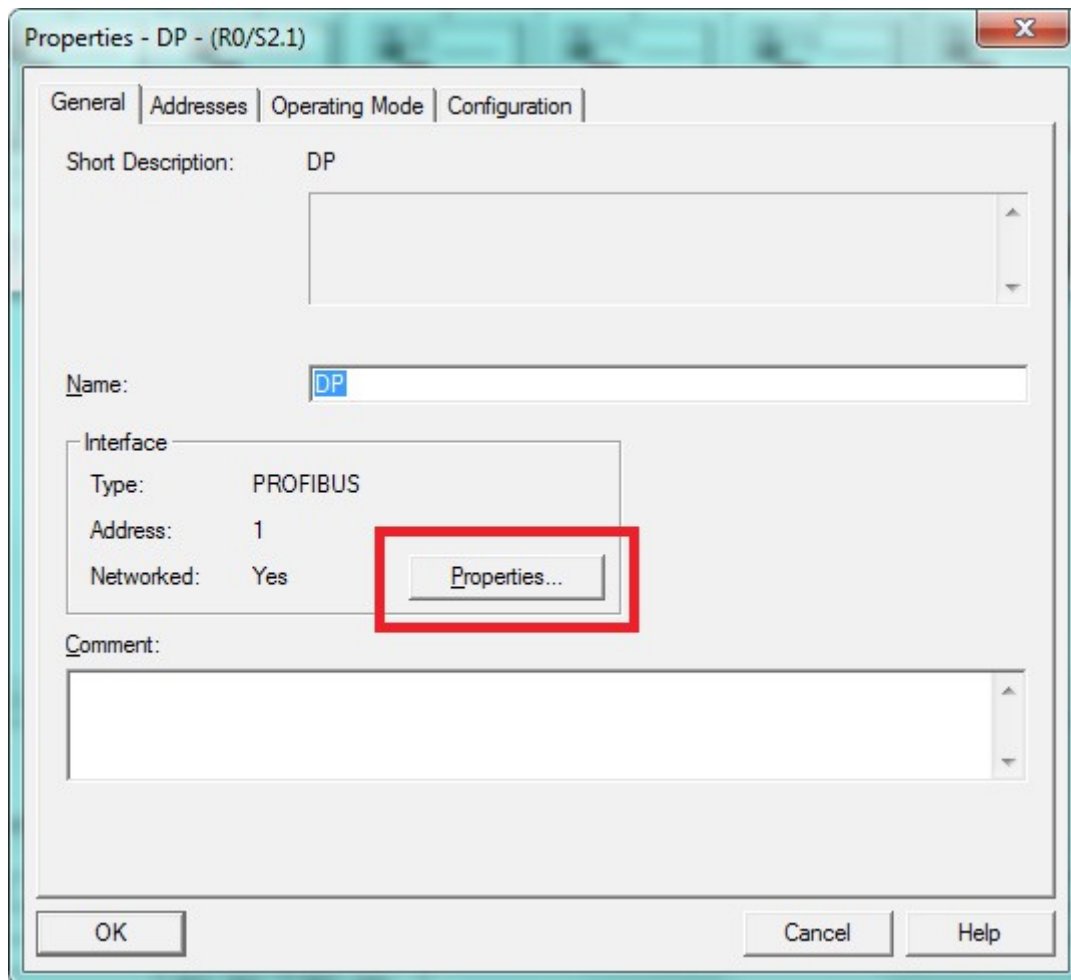 Properties - DP - (R0/S2.1)
General Addresses Operating Mode Configuration
Short Description: DP
Name: DP
Interface
Type: PROFIBUS
Address: 1
Networked: Yes Properties...
Comment:
OK Cancel Help